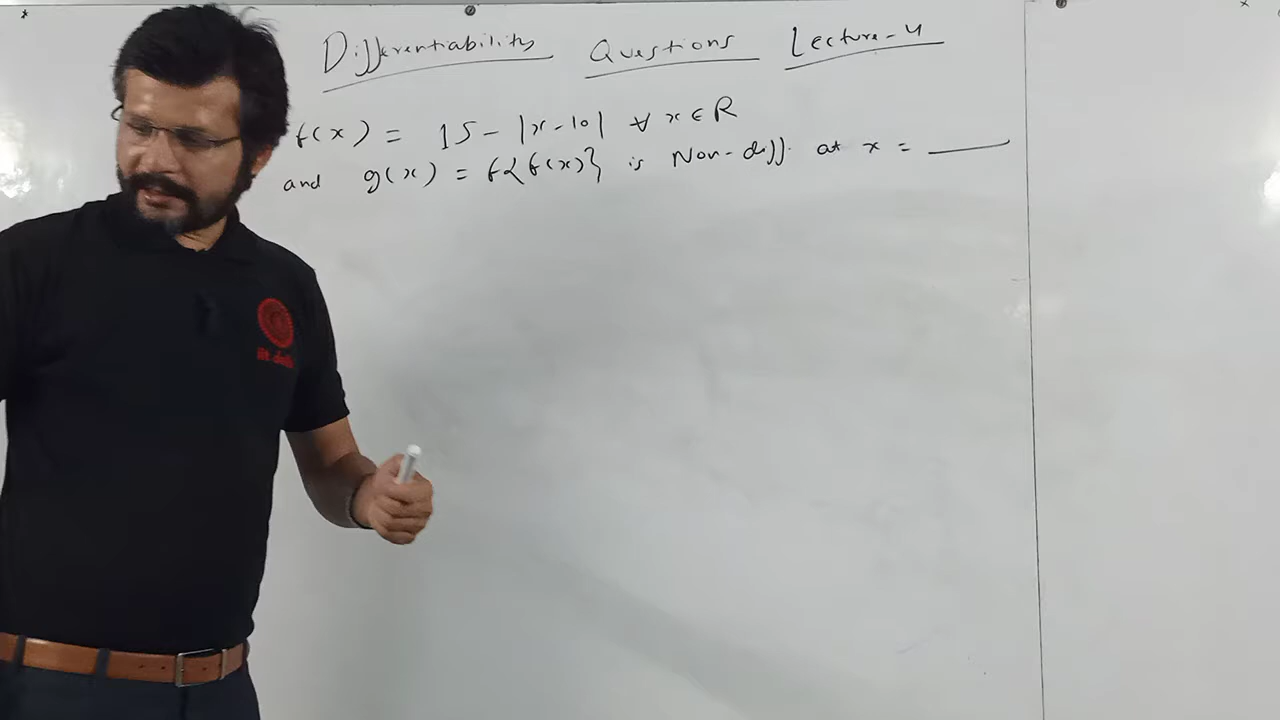 Differentiability Questions Lecture-4
f(x) = 15 - |x-10| ∀ x ∈ R
and g(x) = f{f(x)} is Non-diff. at x = ____